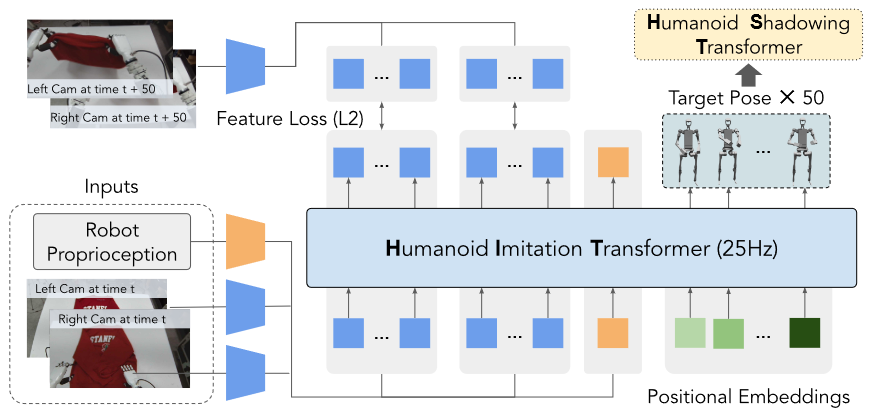 Left Cam at time t + 50
Right Cam at time t + 50
Feature Loss (L2)
...
...
Humanoid Shadowing
Transformer
Target Pose × 50
...
...
...
Inputs
Robot
Proprioception
Left Cam at time t
Right Cam at time t
STANF
Humanoid Imitation Transformer (25Hz)
...
...
...
Positional Embeddings